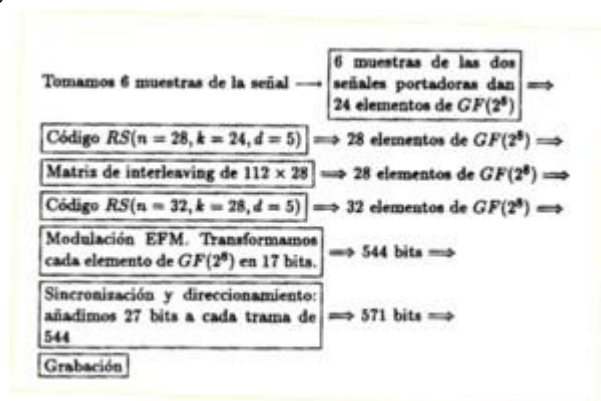 6 muestras de las dos
Tomamos 6 muestras de la señal ⟶ señales portadoras dan ⟹
24 elementos de GF(2⁸)
Código RS(n = 28, k = 24, d = 5) ⟹ 28 elementos de GF(2⁸) ⟹
Matriz de interleaving de 112 × 28 ⟹ 28 elementos de GF(2⁸) ⟹
Código RS(n = 32, k = 28, d = 5) ⟹ 32 elementos de GF(2⁸) ⟹
Modulación EFM. Transformamos
cada elemento de GF(2⁸) en 17 bits. ⟹ 544 bits ⟹
Sincronización y direccionamiento:
añadimos 27 bits a cada trama de ⟹ 571 bits ⟹
544
Grabación